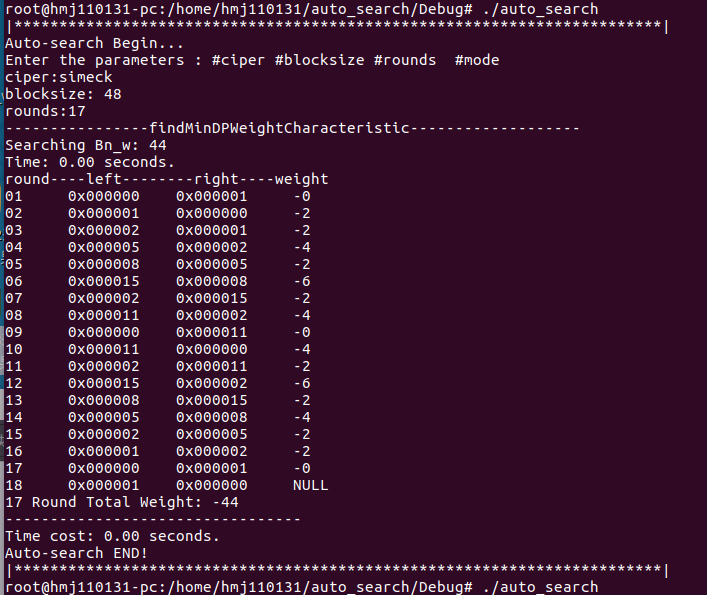 root@hmj110131-pc:/home/hmj110131/auto_search/Debug# ./auto_search
|*************************************************************************|
Auto-search Begin...
Enter the parameters : #ciper #blocksize #rounds  #mode
ciper:simeck
blocksize: 48
rounds:17
----------------findMinDPWeightCharacteristic-------------------
Searching Bn_w: 44
Time: 0.00 seconds.
round----left--------right----weight
01     0x000000    0x000001     -0
02     0x000001    0x000000     -2
03     0x000002    0x000001     -2
04     0x000005    0x000002     -4
05     0x000008    0x000005     -2
06     0x000015    0x000008     -6
07     0x000002    0x000015     -2
08     0x000011    0x000002     -4
09     0x000000    0x000011     -0
10     0x000011    0x000000     -4
11     0x000002    0x000011     -2
12     0x000015    0x000002     -6
13     0x000008    0x000015     -2
14     0x000005    0x000008     -4
15     0x000002    0x000005     -2
16     0x000001    0x000002     -2
17     0x000000    0x000001     -0
18     0x000001    0x000000     NULL
17 Round Total Weight: -44
---------------------------------
Time cost: 0.00 seconds.
Auto-search END!
|*************************************************************************|
root@hmj110131-pc:/home/hmj110131/auto_search/Debug# ./auto_search